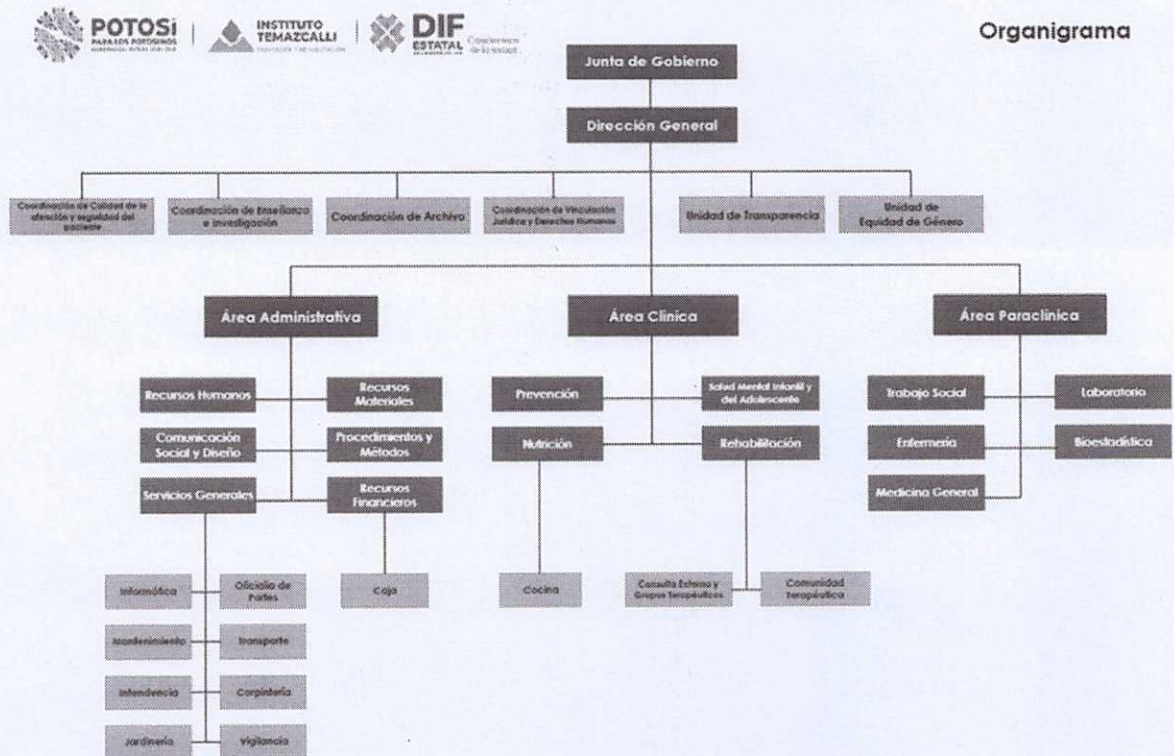 POTOSÍ
PARA LOS POTOSINOS
INSTITUTO
TEMAZCALLI
DIF
ESTATAL
Organigrama
Junta de Gobierno
Dirección General
Coordinación de Calidad de la
atención y seguridad del
paciente
Coordinación de Enseñanza
e investigación
Coordinación de Archivo
Coordinación de Vinculación
Jurídica y Derechos Humanos
Unidad de Transparencia
Unidad de
Equidad de Género
Área Administrativa
Área Clínica
Área Paraclínica
Recursos Humanos
Recursos
Materiales
Comunicación
Social y Diseño
Procedimientos y
Métodos
Servicios Generales
Recursos
Financieros
Prevención
Salud Mental Infantil y
del Adolescente
Nutrición
Rehabilitación
Trabajo Social
Laboratorio
Enfermería
Bioestadística
Medicina General
Informática
Oficialía de
Partes
Mantenimiento
Transporte
Intendencia
Carpintería
Jardinería
Vigilancia
Caja
Cocina
Consulta Externa y
Grupos Terapéuticos
Comunidad
Terapéutica